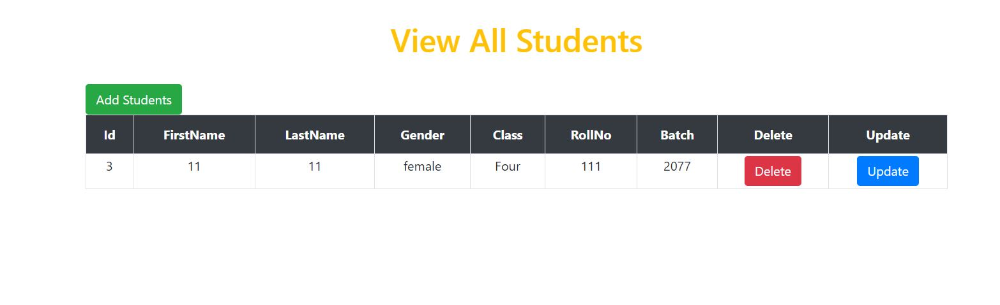 View All Students
Add Students
Id FirstName LastName Gender Class RollNo Batch Delete Update
3 11 11 female Four 111 2077 Delete Update